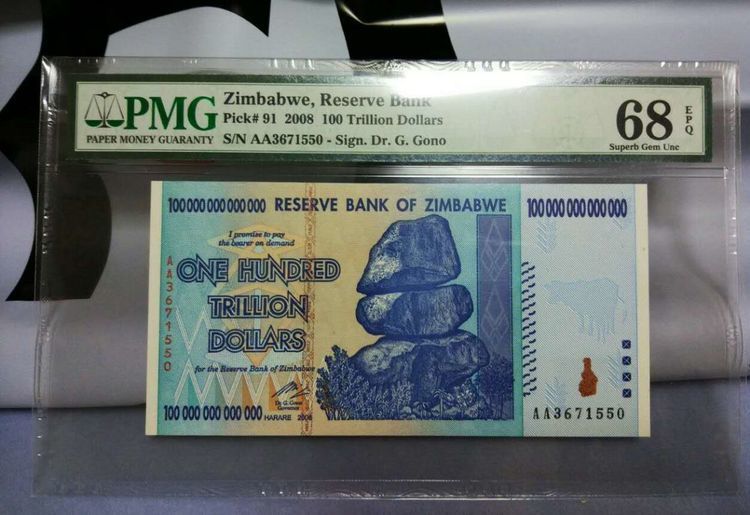 PMG
PAPER MONEY GUARANTY
Zimbabwe, Reserve Bank
Pick# 91 2008 100 Trillion Dollars
S/N AA3671550 - Sign. Dr. G. Gono
68
EPQ
Superb Gem Unc
100 000 000 000 000 RESERVE BANK OF ZIMBABWE 100 000 000 000 000
I promise to pay
the bearer on demand
ONE HUNDRED
TRILLION
DOLLARS
for the Reserve Bank of Zimbabwe
AA3671550
Dr G. Gono
Governor
100 000 000 000 000
HARARE 2008
AA3671550